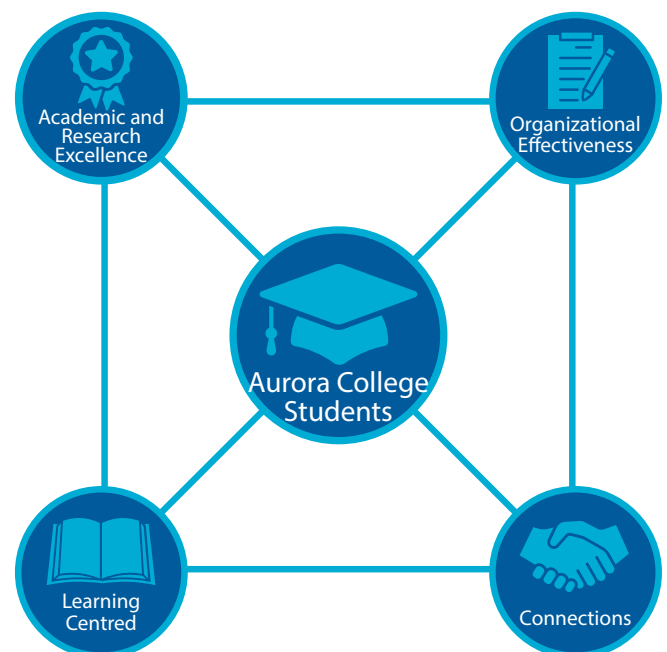 Academic and
Research
Excellence
Organizational
Effectiveness
Aurora College
Students
Learning
Centred
Connections